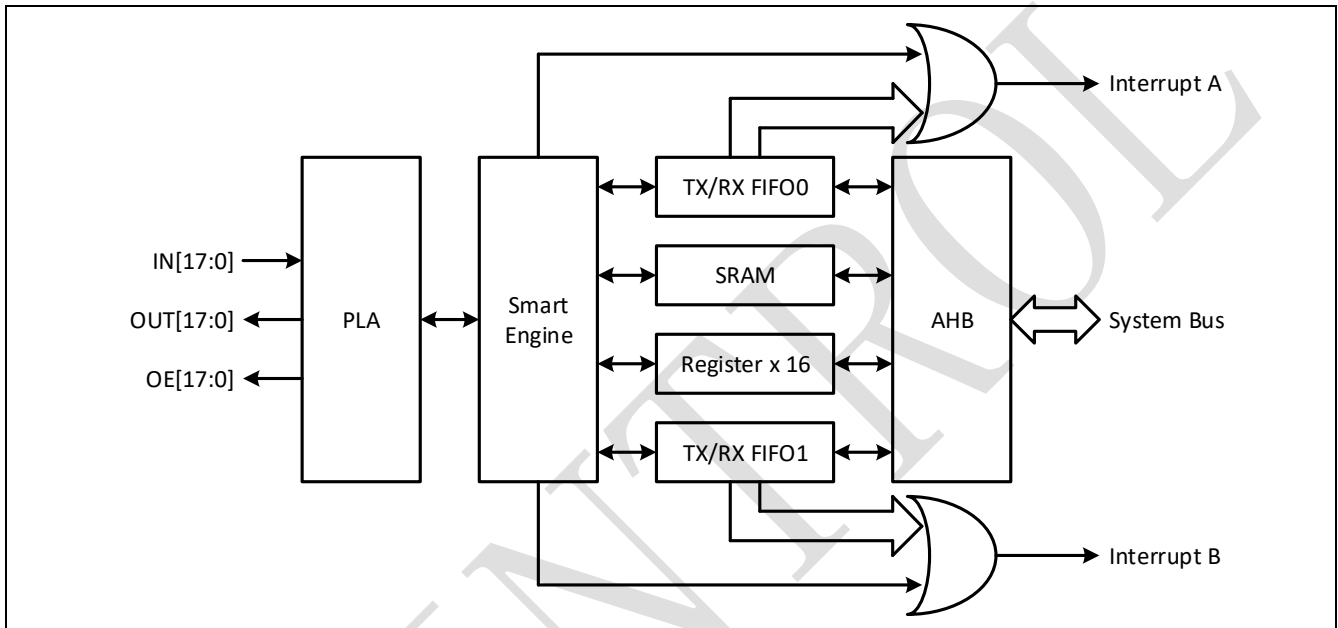 Interrupt A
TX/RX FIFO0
IN[17:0]
SRAM
OUT[17:0]
PLA
Smart
Engine
AHB
System Bus
OE[17:0]
Register x 16
TX/RX FIFO1
Interrupt B
NTROL